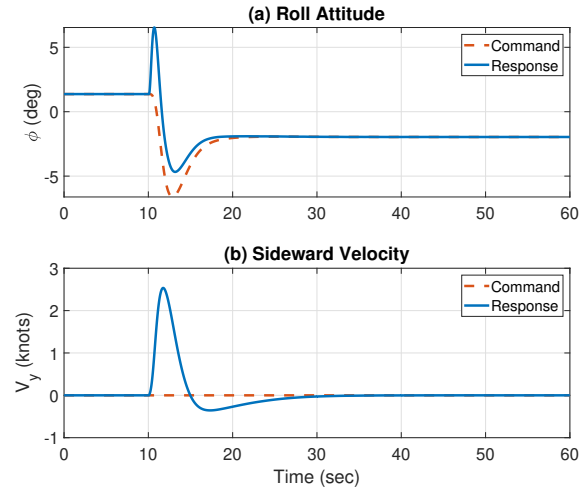 (a) Roll Attitude
Command
Response
5
0
-5
ϕ (deg)
0 10 20 30 40 50 60
(b) Sideward Velocity
Command
Response
3
2
1
0
-1
V_y (knots)
0 10 20 30 40 50 60
Time (sec)